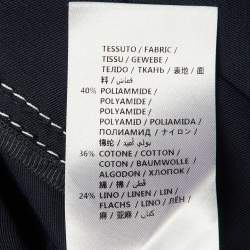 TESSUTO / FABRIC /
TISSU / GEWEBE /
TEJIDO / ТКАНЬ / 表地 / 面
料 / قماش /
40% POLIAMMIDE /
POLYAMIDE /
POLYAMID /
POLYAMID / POLIAMIDA /
ПОЛИАМИД / ナイロン /
锦纶 / بولي أميد /
36% COTONE / COTTON /
COTON / BAUMWOLLE /
ALGODON / ХЛОПОК /
綿 / 棉 / قطن /
24% LINO / LINEN / LIN /
FLACHS / LINO / ЛЁН /
麻 / 亚麻 / كتان /